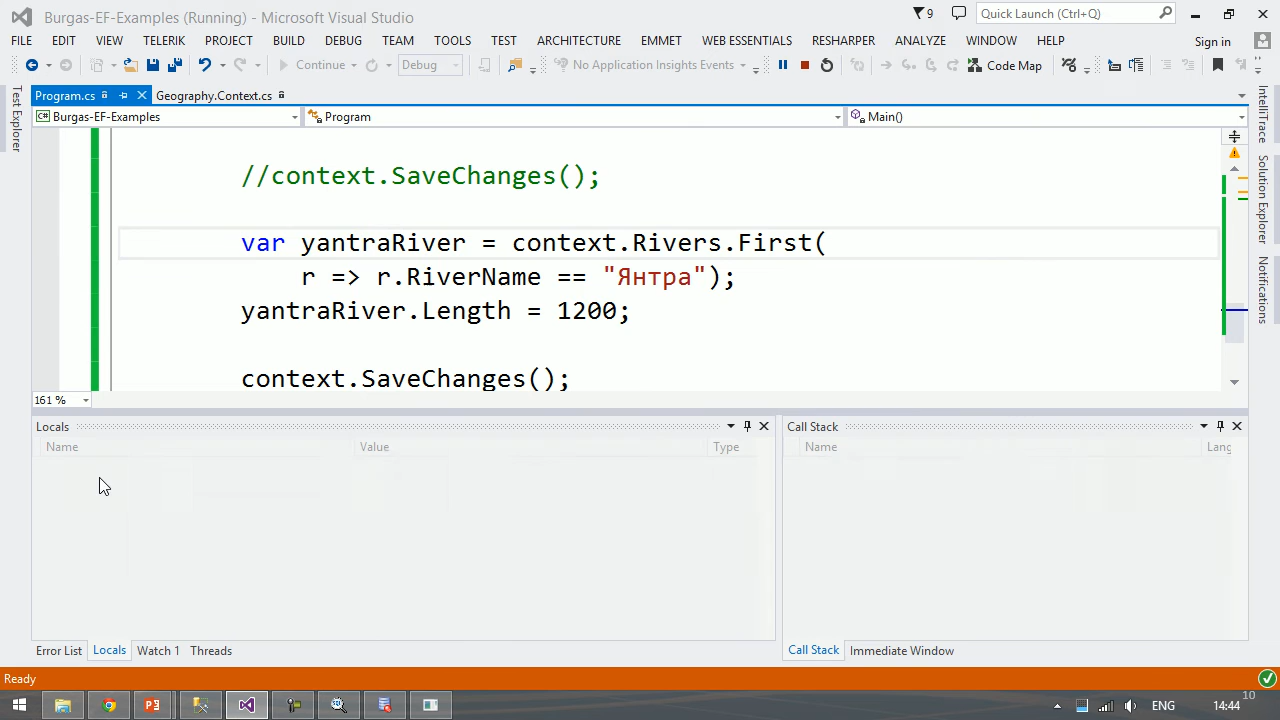 Burgas-EF-Examples (Running) - Microsoft Visual Studio
9
Quick Launch (Ctrl+Q)
FILE EDIT VIEW TELERIK PROJECT BUILD DEBUG TEAM TOOLS TEST ARCHITECTURE EMMET WEB ESSENTIALS RESHARPER ANALYZE WINDOW HELP
Sign in
Continue
Debug
No Application Insights Events
Code Map
Test Explorer
Program.cs
Geography.Context.cs
Burgas-EF-Examples
Program
Main()
//context.SaveChanges();
var yantraRiver = context.Rivers.First(
r => r.RiverName == "Янтра");
yantraRiver.Length = 1200;
context.SaveChanges();
IntelliTrace
Solution Explorer
Notifications
161 %
Locals
Name Value Type
Call Stack
Name Lang
Error List Locals Watch 1 Threads
Call Stack Immediate Window
Ready
ENG
14:44
10